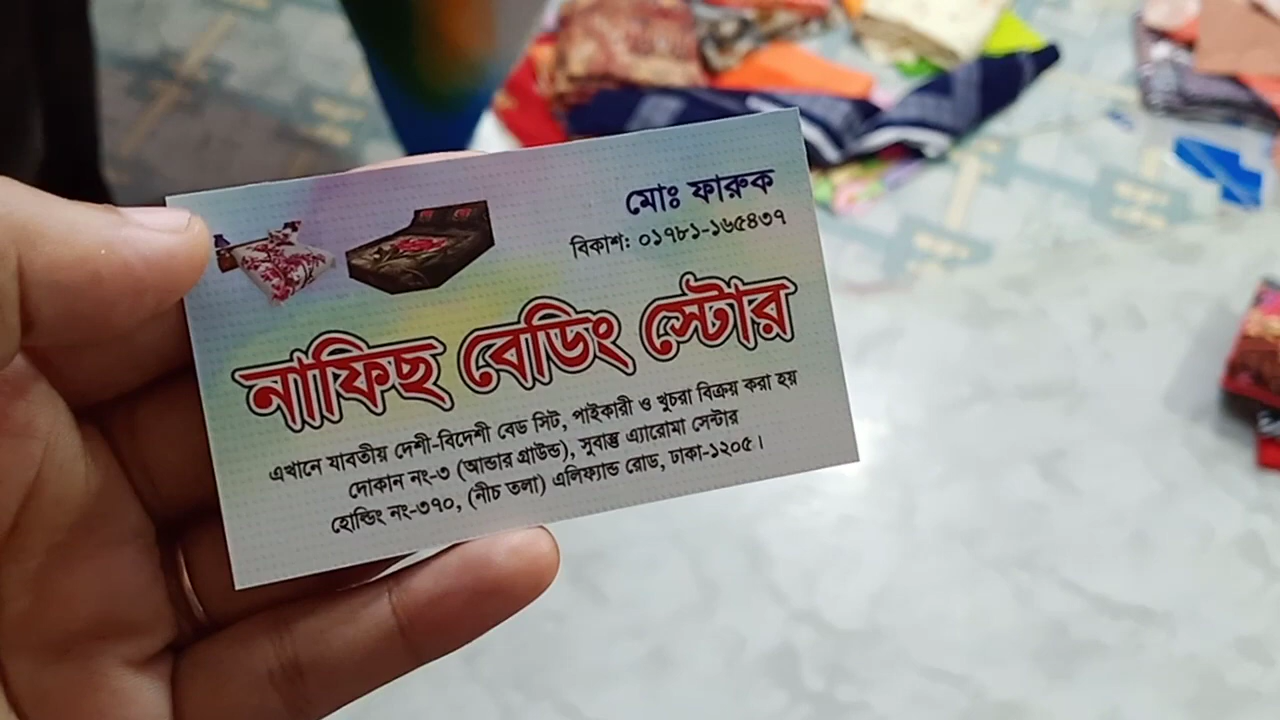 মোঃ ফারুক
বিকাশ: ০১৭৮১-১৬৫৪৩৭
নাফিছ বেডিং স্টোর
এখানে যাবতীয় দেশী-বিদেশী বেড সিট, পাইকারী ও খুচরা বিক্রয় করা হয়
দোকান নং-৩ (আন্ডার গ্রাউন্ড), সুবাস্তু এ্যারোমা সেন্টার
হোল্ডিং নং-৩৭০, (নীচ তলা) এলিফ্যান্ড রোড, ঢাকা-১২০৫।